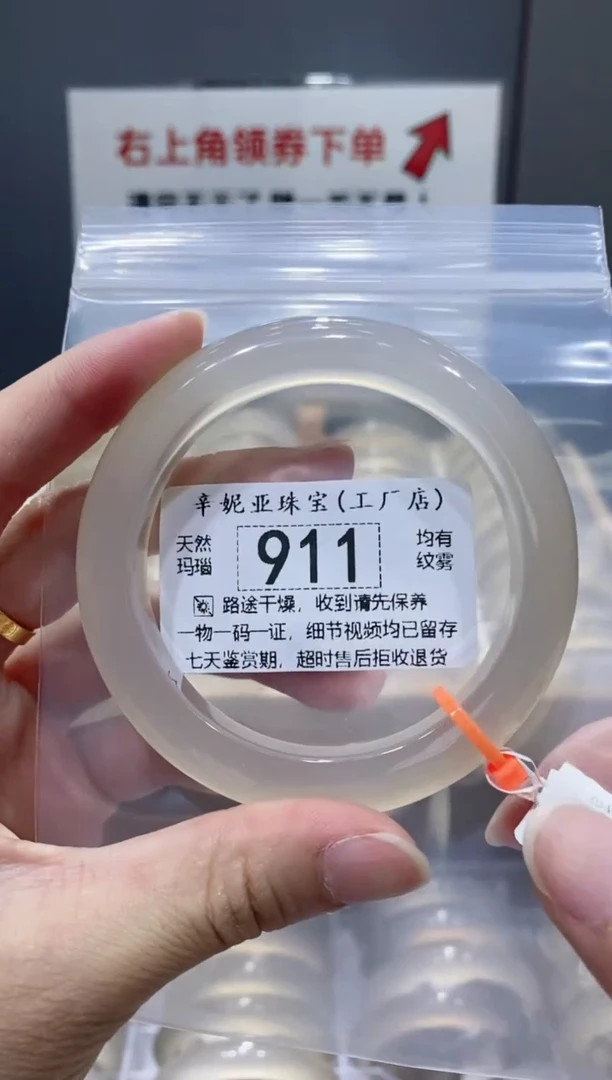 右上角领券下单
辛妮亚珠宝(工厂店)
天然
玛瑙
911
均有
纹雾
路途干燥，收到请先保养
一物一码一证，细节视频均已留存
七天鉴赏期，超时售后拒收退货